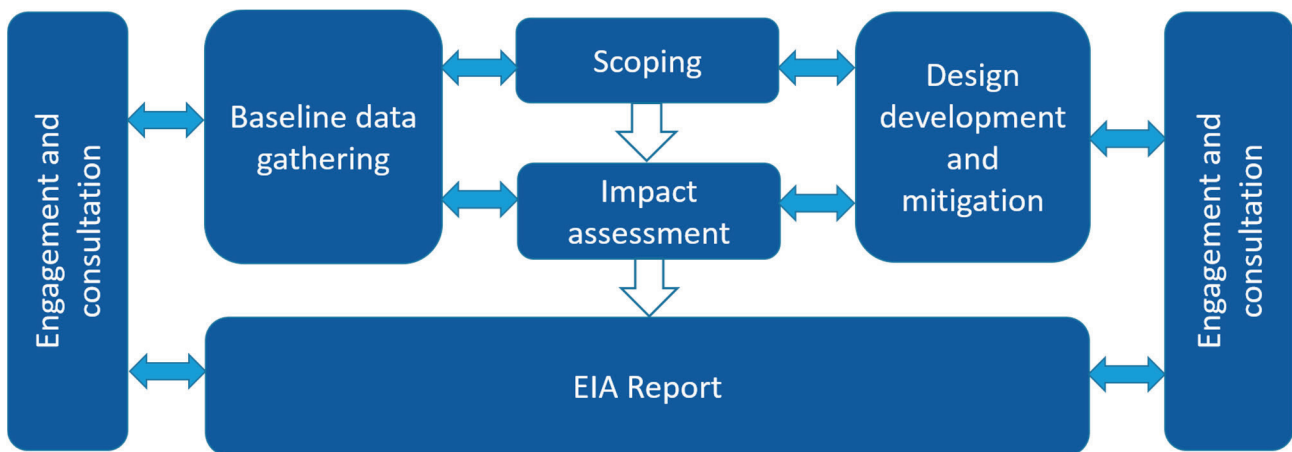 Engagement and
consultation
Baseline data
gathering
Scoping
Impact
assessment
Design
development
and
mitigation
Engagement and
consultation
EIA Report